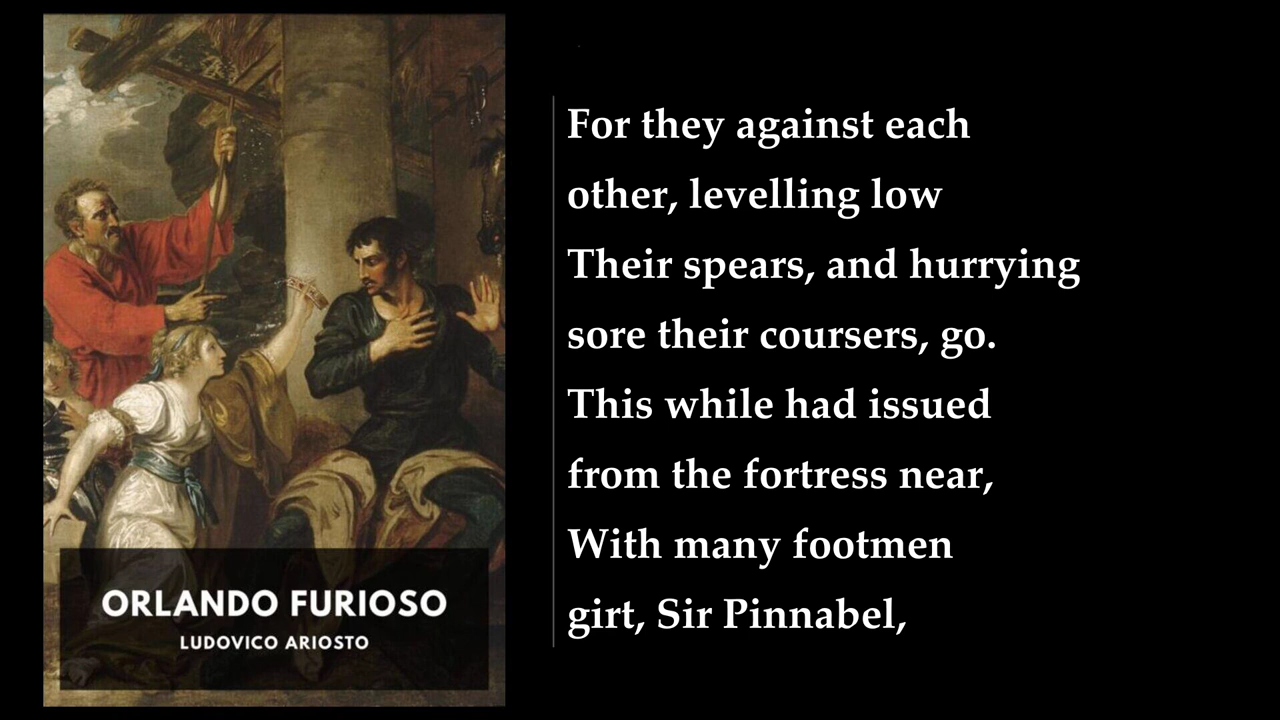 ORLANDO FURIOSO
LUDOVICO ARIOSTO
For they against each
other, levelling low
Their spears, and hurrying
sore their coursers, go.
This while had issued
from the fortress near,
With many footmen
girt, Sir Pinnabel,